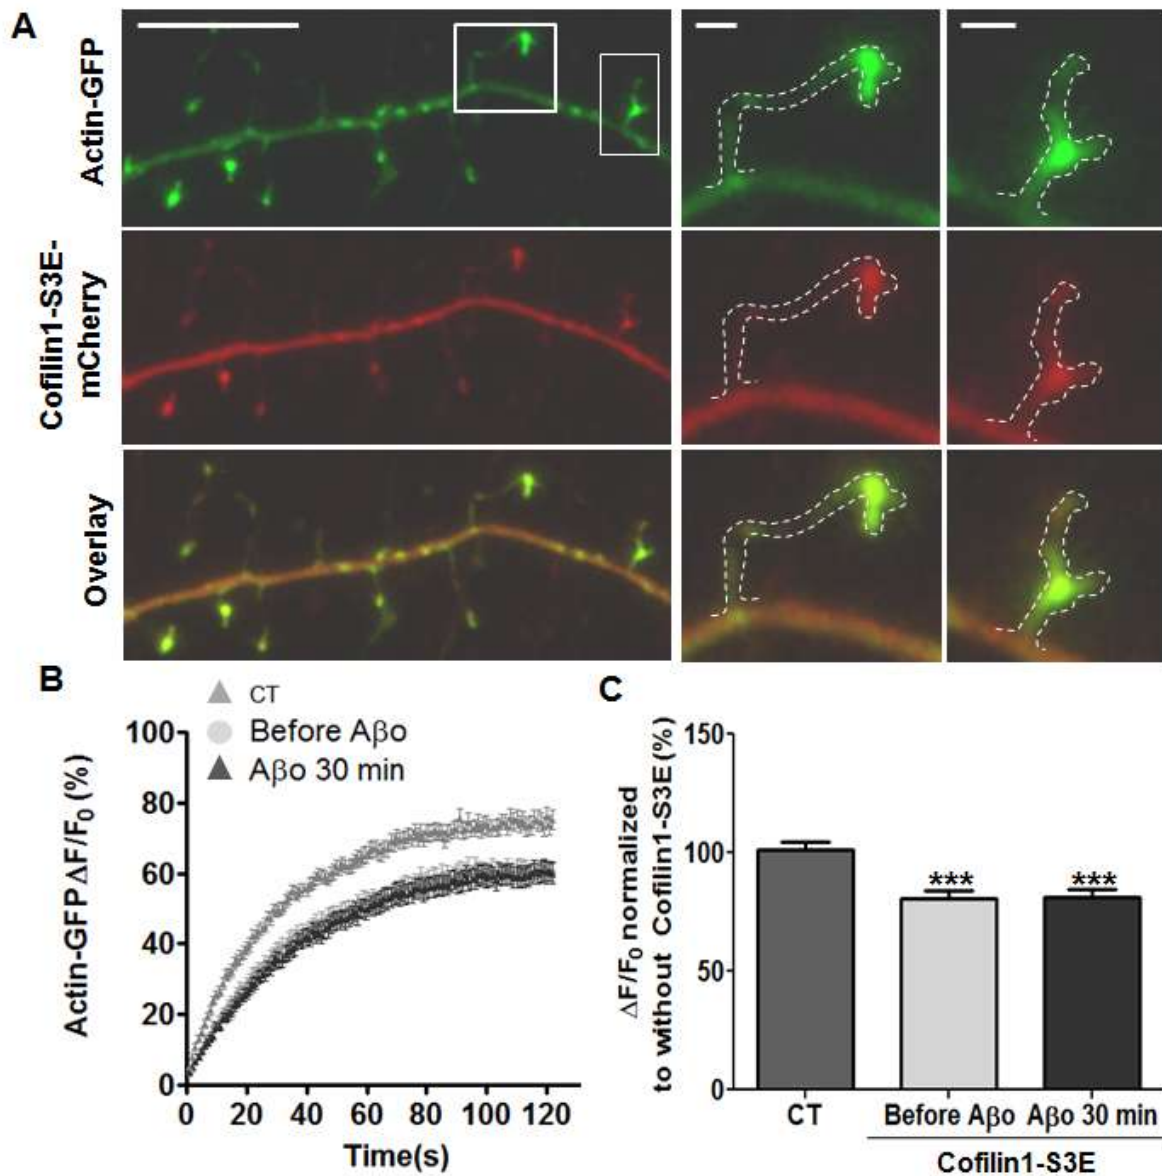 A
Actin-GFP
Cofilin1-S3E-
mCherry
Overlay
B
CT
Before Aβo
Aβo 30 min
Actin-GFP ΔF/F₀ (%)
100
80
60
40
20
0
0 20 40 60 80 100 120
Time(s)
C
ΔF/F₀ normalized
to without Cofilin1-S3E (%)
150
100
50
0
*** ***
CT Before Aβo Aβo 30 min
Cofilin1-S3E